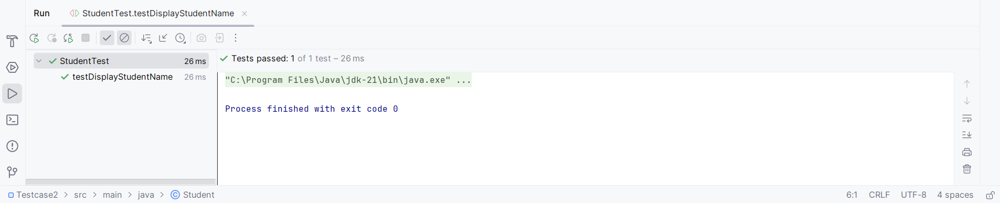 Run StudentTest.testDisplayStudentName
StudentTest 26 ms
testDisplayStudentName 26 ms
Tests passed: 1 of 1 test – 26 ms
"C:\Program Files\Java\jdk-21\bin\java.exe" ...
Process finished with exit code 0
Testcase2 > src > main > java > Student 6:1 CRLF UTF-8 4 spaces